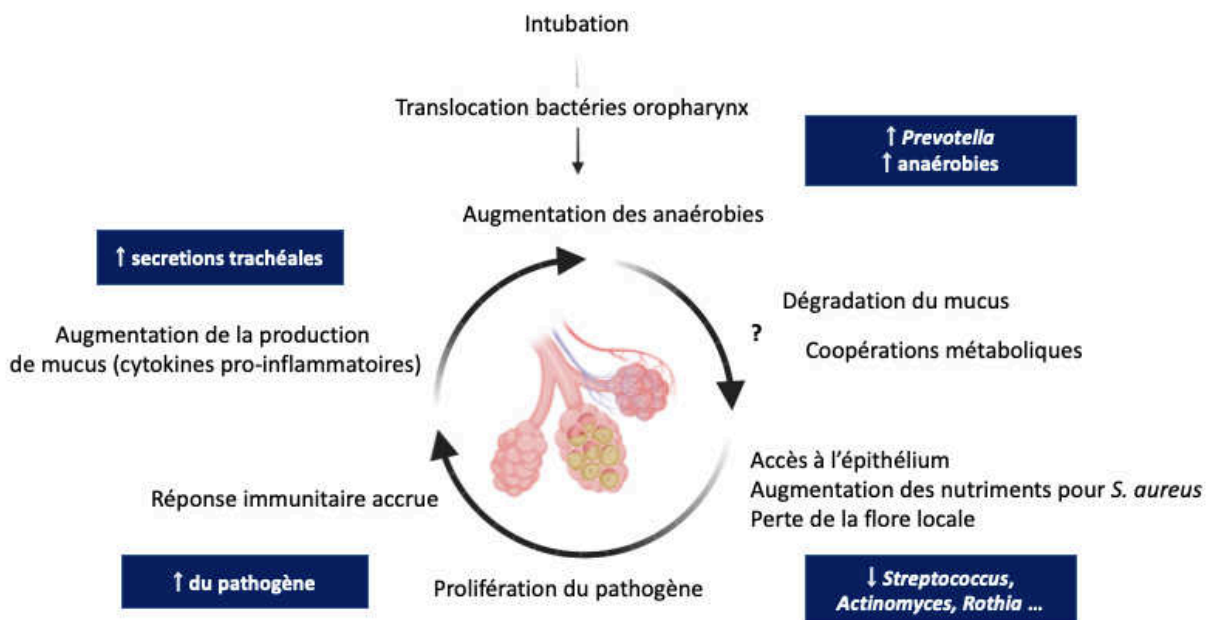 Intubation
Translocation bactéries oropharynx
↑ Prevotella
↑ anaérobies
Augmentation des anaérobies
↑ secretions trachéales
Dégradation du mucus
?
Coopérations métaboliques
Augmentation de la production
de mucus (cytokines pro-inflammatoires)
Accès à l'épithélium
Augmentation des nutriments pour S. aureus
Perte de la flore locale
Réponse immunitaire accrue
↑ du pathogène
Prolifération du pathogène
↓ Streptococcus,
Actinomyces, Rothia ...